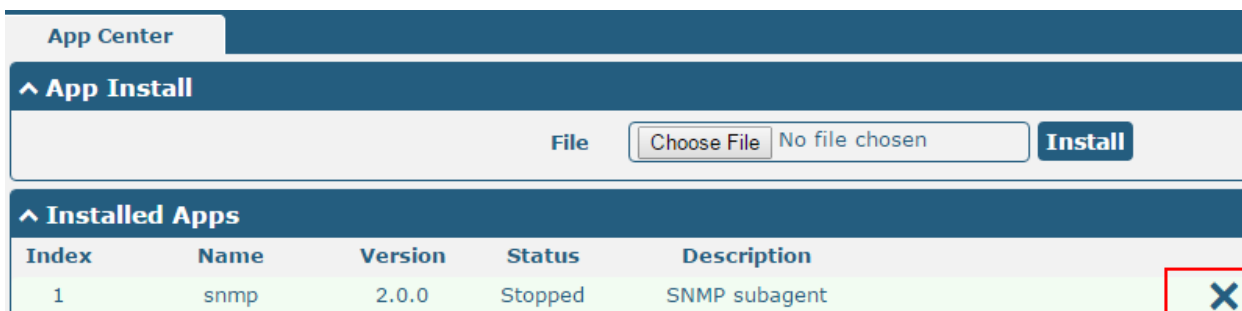 App Center
App Install
File Choose File No file chosen Install
Installed Apps
Index Name Version Status Description
1 snmp 2.0.0 Stopped SNMP subagent